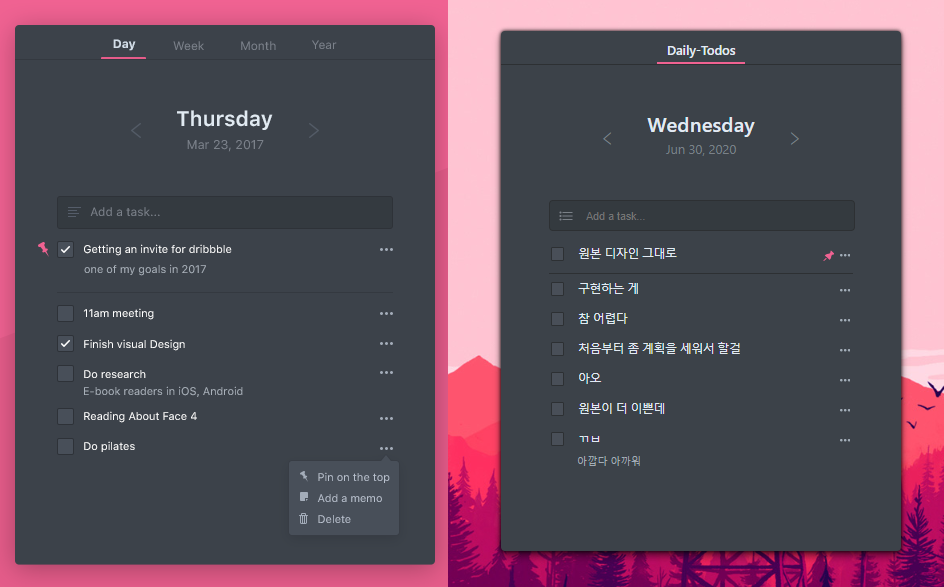 Day Week Month Year
Thursday
Mar 23, 2017
Add a task...
Getting an invite for dribbble
one of my goals in 2017
11am meeting
Finish visual Design
Do research
E-book readers in iOS, Android
Reading About Face 4
Do pilates
Pin on the top
Add a memo
Delete
Daily-Todos
Wednesday
Jun 30, 2020
Add a task...
원본 디자인 그대로
구현하는 게
참 어렵다
처음부터 좀 계획을 세워서 할걸
아오
원본이 더 이쁜데
ㄲㅂ
아깝다 아까워